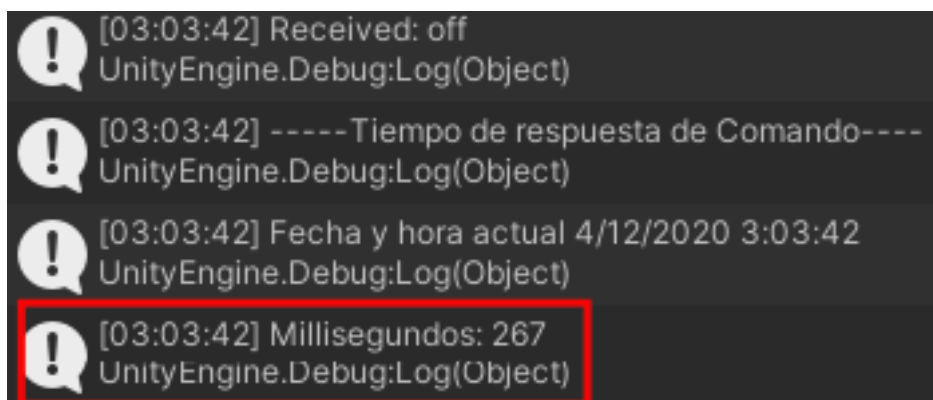 [03:03:42] Received: off
UnityEngine.Debug:Log(Object)
[03:03:42] -----Tiempo de respuesta de Comando----
UnityEngine.Debug:Log(Object)
[03:03:42] Fecha y hora actual 4/12/2020 3:03:42
UnityEngine.Debug:Log(Object)
[03:03:42] Millisegundos: 267
UnityEngine.Debug:Log(Object)